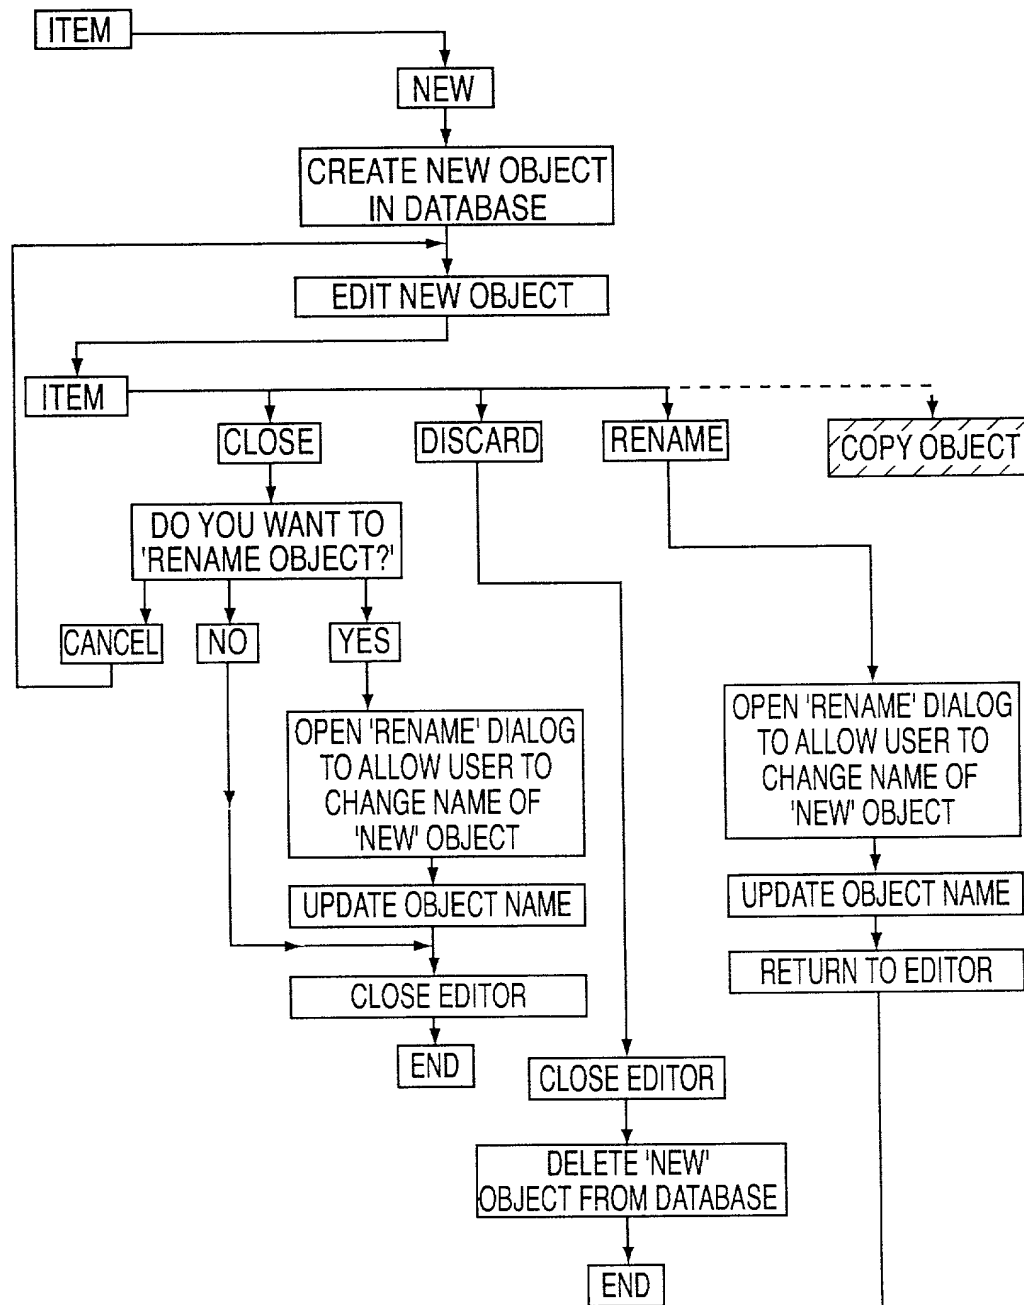 ITEM
NEW
CREATE NEW OBJECT
IN DATABASE
EDIT NEW OBJECT
ITEM
CLOSE
DISCARD
RENAME
COPY OBJECT
DO YOU WANT TO
'RENAME OBJECT?'
CANCEL
NO
YES
OPEN 'RENAME' DIALOG
TO ALLOW USER TO
CHANGE NAME OF
'NEW' OBJECT
UPDATE OBJECT NAME
CLOSE EDITOR
END
CLOSE EDITOR
DELETE 'NEW'
OBJECT FROM DATABASE
END
OPEN 'RENAME' DIALOG
TO ALLOW USER TO
CHANGE NAME OF
'NEW' OBJECT
UPDATE OBJECT NAME
RETURN TO EDITOR